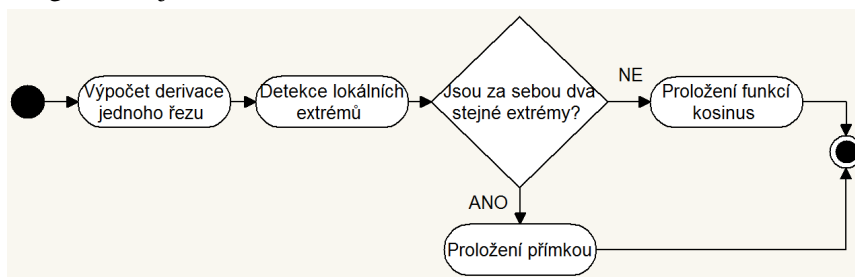 Výpočet derivace
jednoho řezu
Detekce lokálních
extrémů
Jsou za sebou dva
stejné extrémy?
NE
Proložení funkcí
kosinus
ANO
Proložení přímkou